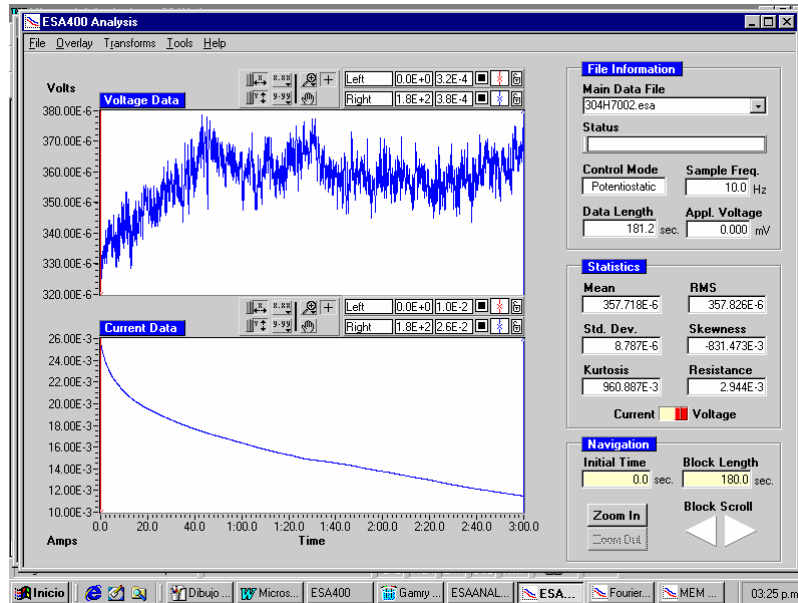 ESA400 Analysis
File Overlay Transforms Tools Help
Volts
Voltage Data
Left 0.0E+0 3.2E-4
Right 1.8E+2 3.8E-4
380.00E-6
370.00E-6
360.00E-6
350.00E-6
340.00E-6
330.00E-6
320.00E-6
Current Data
Left 0.0E+0 1.0E-2
Right 1.8E+2 2.6E-2
26.00E-3
24.00E-3
22.00E-3
20.00E-3
18.00E-3
16.00E-3
14.00E-3
12.00E-3
10.00E-3
0.0 20.0 40.0 1:00.0 1:20.0 1:40.0 2:00.0 2:20.0 2:40.0 3:00.0
Amps Time
File Information
Main Data File
304H7002.esa
Status
Control Mode Sample Freq.
Potentiostatic 10.0 Hz
Data Length Appl. Voltage
181.2 sec. 0.000 mV
Statistics
Mean RMS
357.718E-6 357.826E-6
Std. Dev. Skewness
8.787E-6 -831.473E-3
Kurtosis Resistance
960.887E-3 2.944E-3
Current Voltage
Navigation
Initial Time Block Length
0.0 sec. 180.0 sec.
Zoom In Block Scroll
Zoom Out
Inicio Dibujo ... Micros... ESA400 Gamry ... ESAANAL... ESA... Fourier... MEM ... 03:25 p.m